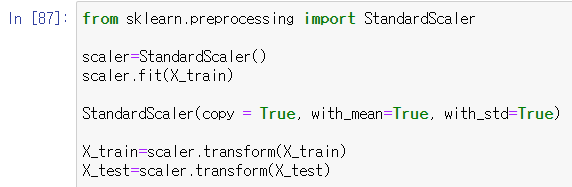 In [87]: from sklearn.preprocessing import StandardScaler
scaler=StandardScaler()
scaler.fit(X_train)
StandardScaler(copy = True, with_mean=True, with_std=True)
X_train=scaler.transform(X_train)
X_test=scaler.transform(X_test)